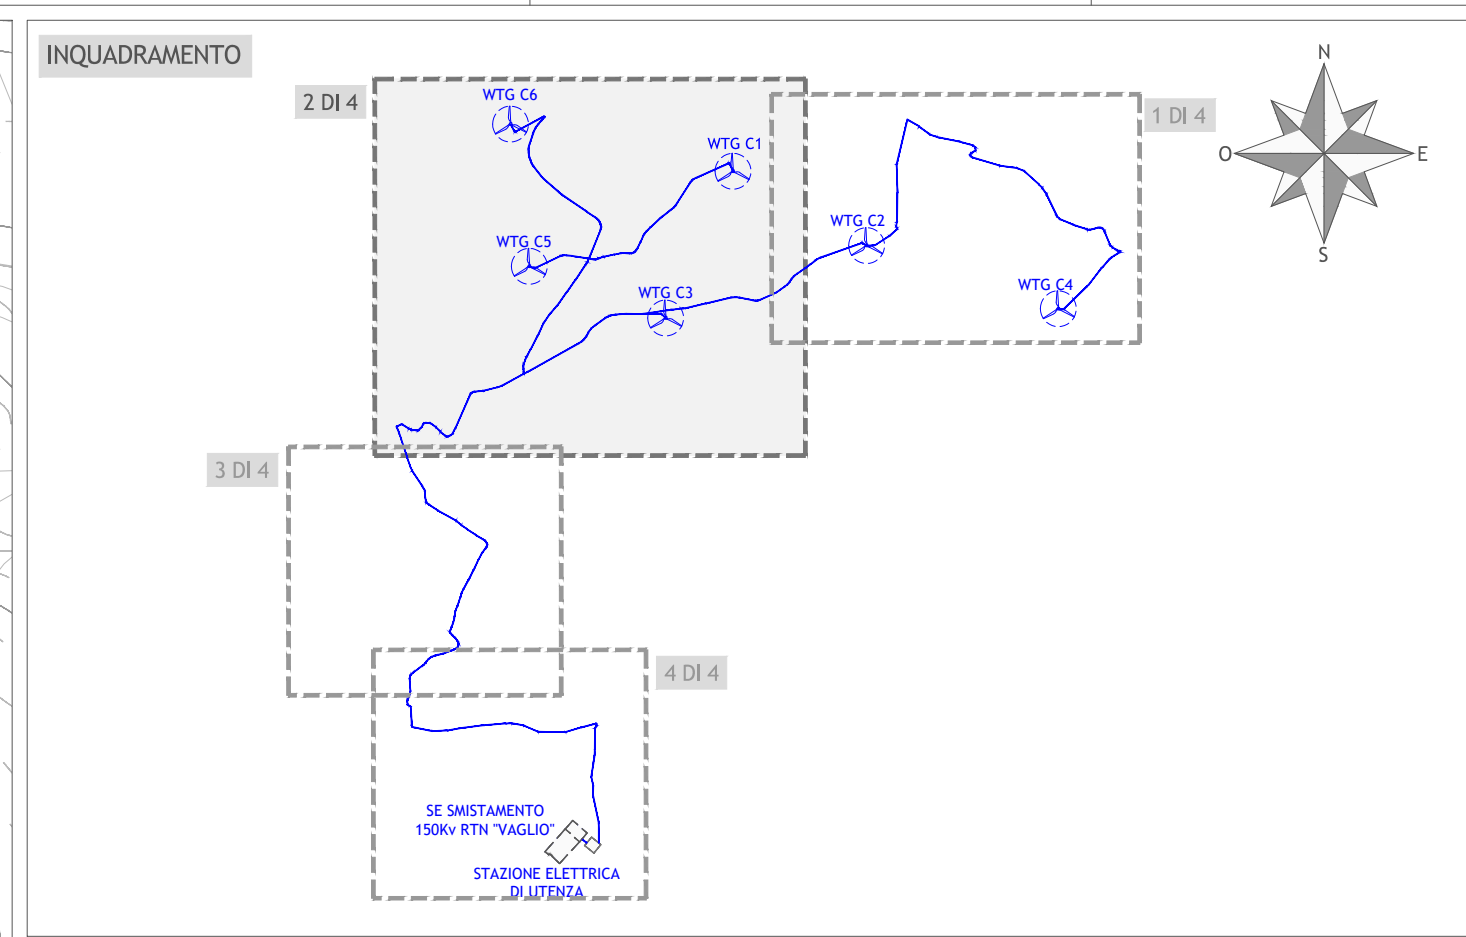 INQUADRAMENTO
2 DI 4
WTG C6
WTG C1
1 DI 4
N
O
E
S
WTG C5
WTG C2
WTG C3
WTG C4
3 DI 4
4 DI 4
SE SMISTAMENTO
150Kv RTN "VAGLIO"
STAZIONE ELETTRICA
DI UTENZA